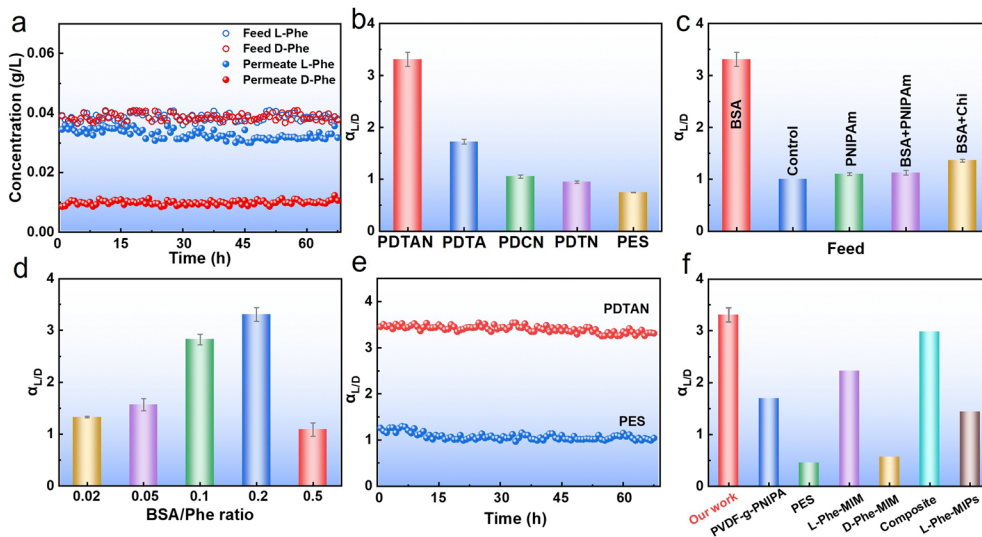 a
Concentration (g/L)
0.06
0.04
0.02
0.00
Feed L-Phe
Feed D-Phe
Permeate L-Phe
Permeate D-Phe
0 15 30 45 60
Time (h)
b
αL/D
4
3
2
1
0
PDTAN PDTA PDCN PDTN PES
c
αL/D
4
3
2
1
0
BSA
Control
PNIPAm
BSA+PNIPAm
BSA+Chi
Feed
d
αL/D
4
3
2
1
0
0.02 0.05 0.1 0.2 0.5
BSA/Phe ratio
e
αL/D
4
3
2
1
0
PDTAN
PES
0 15 30 45 60
Time (h)
f
αL/D
4
3
2
1
0
Our work
PVDF-g-PNIPA
PES
L-Phe-MIM
D-Phe-MIM
Composite
L-Phe-MIPs